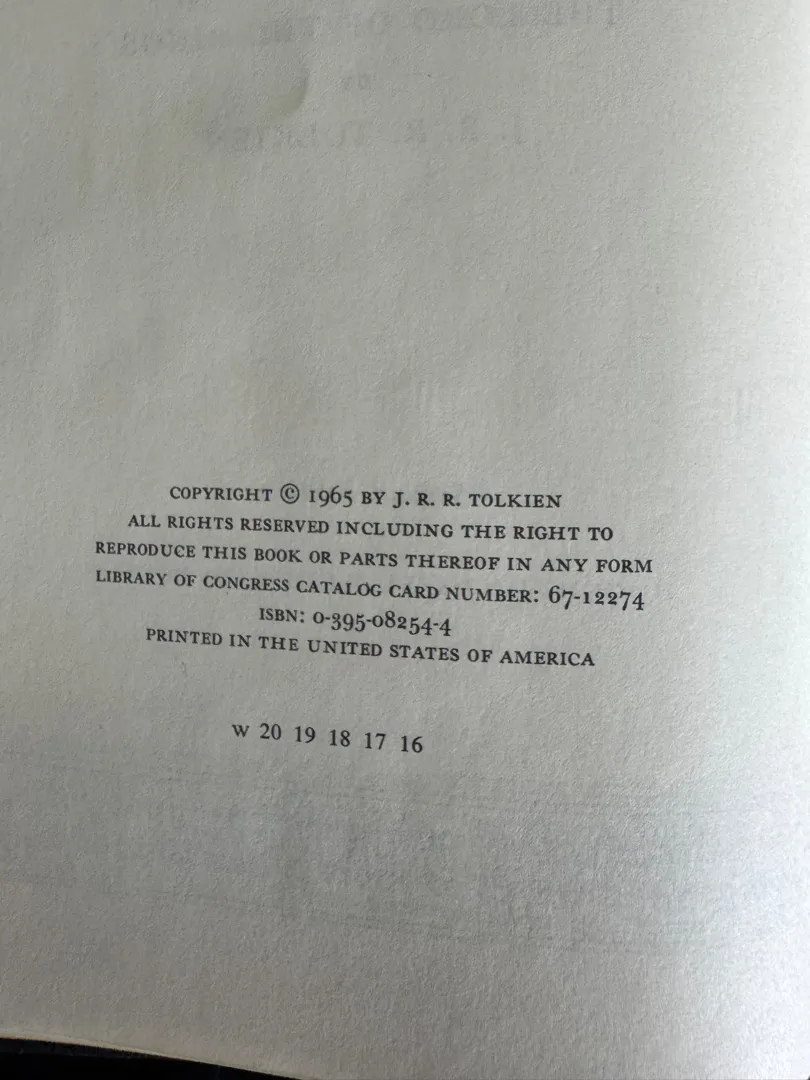 COPYRIGHT © 1965 BY J. R. R. TOLKIEN
ALL RIGHTS RESERVED INCLUDING THE RIGHT TO
REPRODUCE THIS BOOK OR PARTS THEREOF IN ANY FORM
LIBRARY OF CONGRESS CATALOG CARD NUMBER: 67-12274
ISBN: 0-395-08254-4
PRINTED IN THE UNITED STATES OF AMERICA
W 20 19 18 17 16